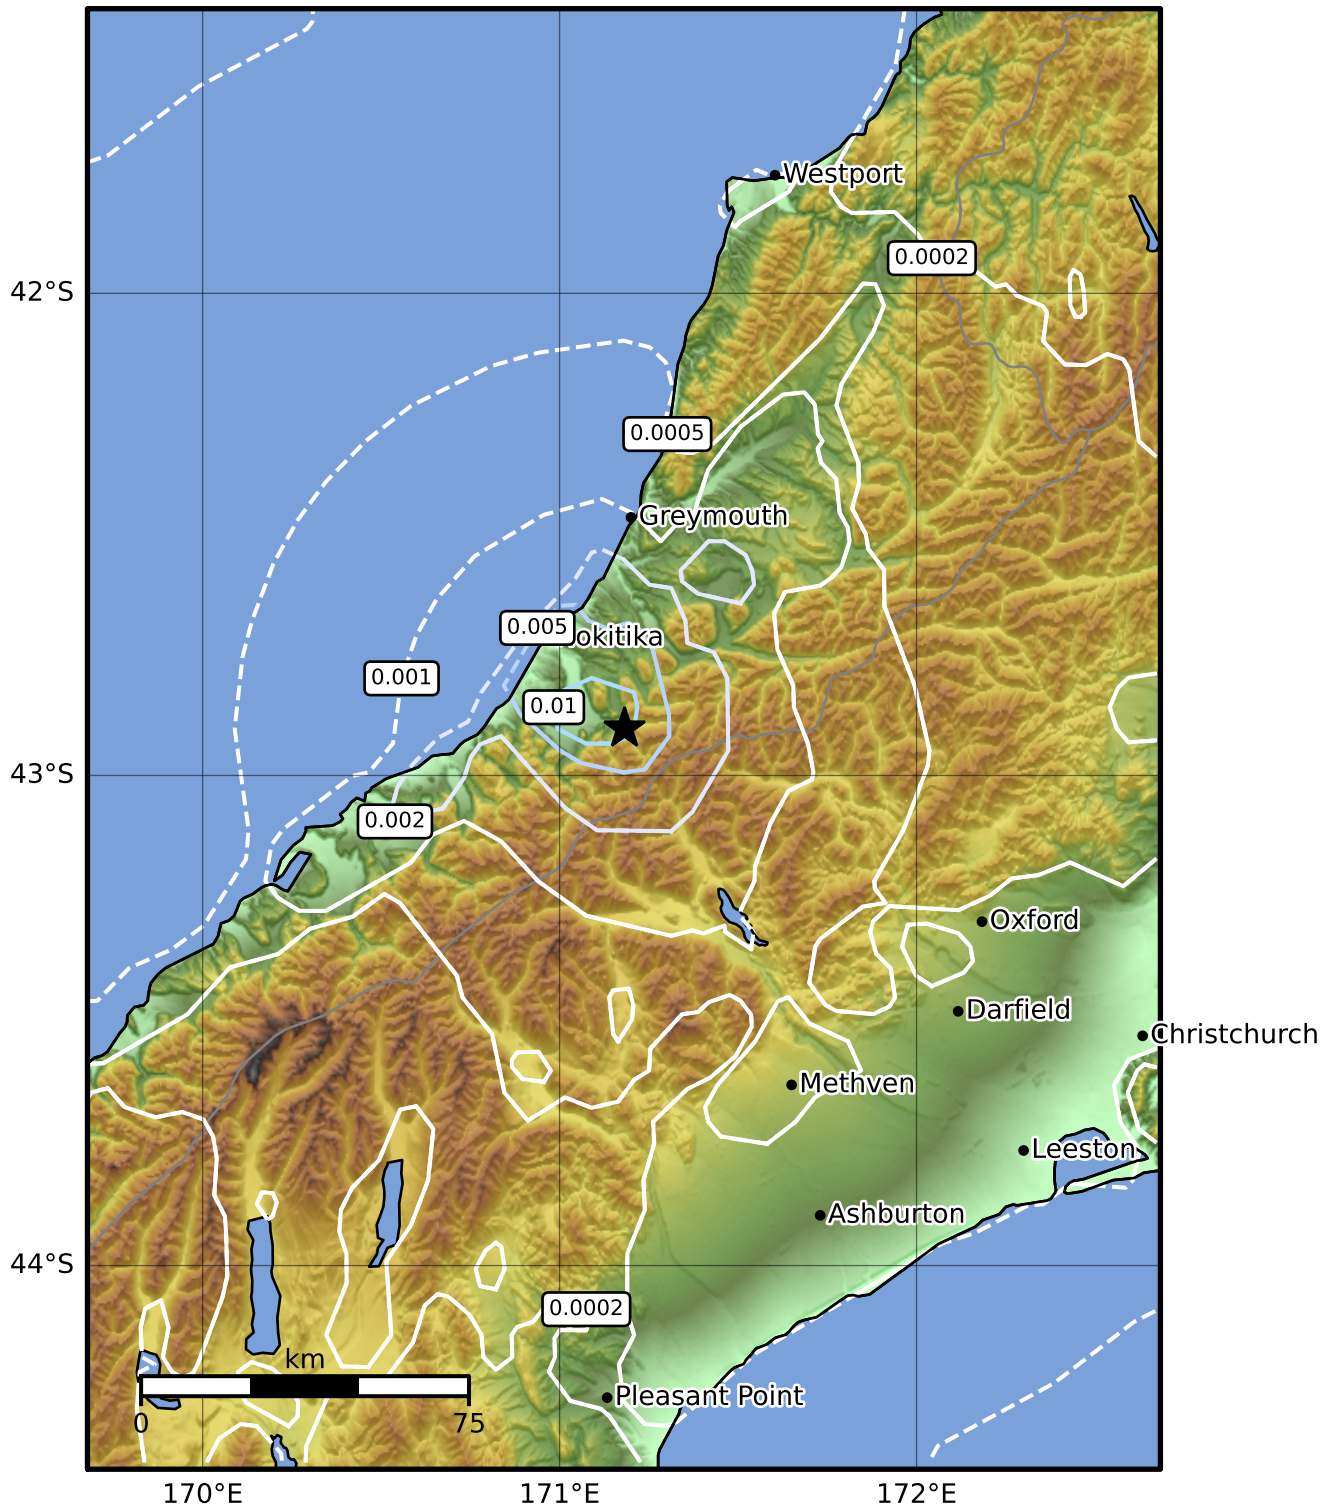 Westport
0.0002
42°S
0.0005
Greymouth
0.005
okitika
0.001
0.01
43°S
0.002
Oxford
Darfield
Christchurch
Methven
Leeston
Ashburton
44°S
0.0002
km
0
75
Pleasant Point
170°E
171°E
172°E